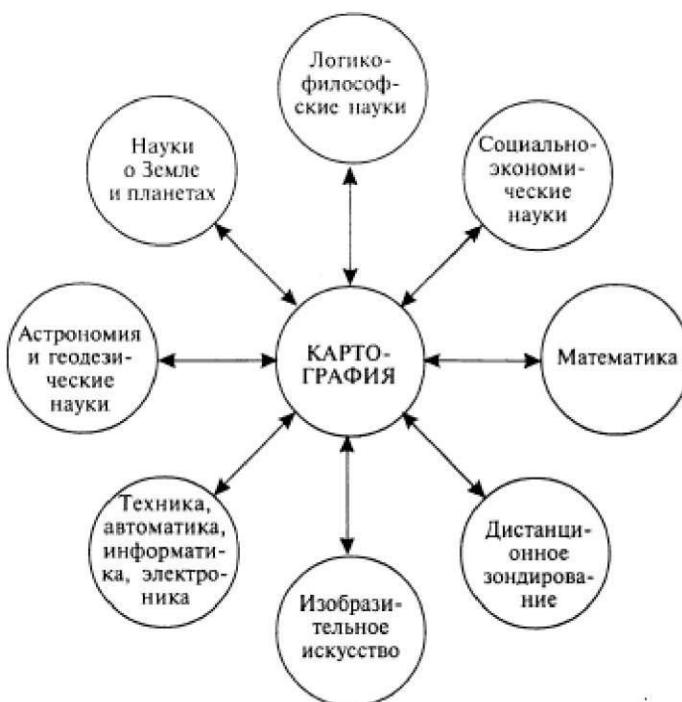 Логико-
философ-
ские науки
Социально-
экономи-
ческие
науки
Науки
о Земле
и планетах
Астрономия
и геодези-
ческие
науки
КАРТО-
ГРАФИЯ
Математика
Техника,
автоматика,
информати-
ка, электро-
ника
Дистанци-
онное
зондирова-
ние
Изобрази-
тельное
искусство